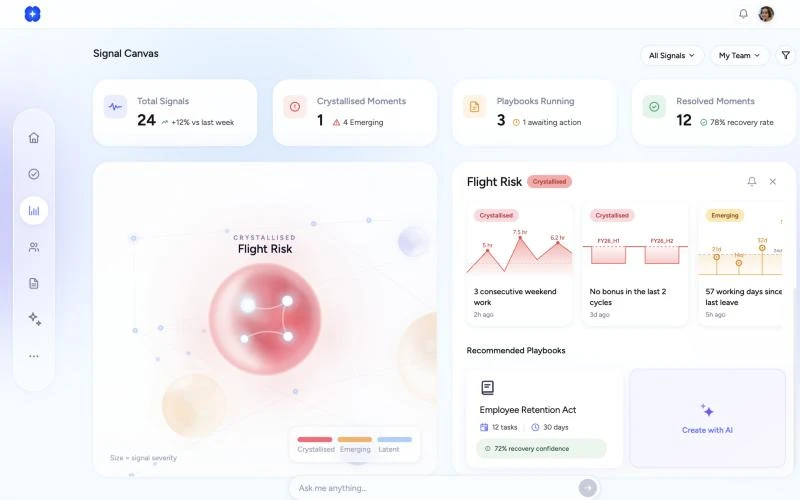 Signal Canvas
All Signals
My Team
Total Signals
24 +12% vs last week
Crystallised Moments
1 4 Emerging
Playbooks Running
3 1 awaiting action
Resolved Moments
12 78% recovery rate
CRYSTALLISED
Flight Risk
Size = signal severity
Crystallised Emerging Latent
Flight Risk Crystallised
Crystallised
5 hr 7.5 hr 6.2 hr
3 consecutive weekend
work
2h ago
Crystallised
FY26_H1 FY26_H2
No bonus in the last 2
cycles
3d ago
Emerging
21d 14d 32d 24d
57 working days since
last leave
5h ago
Recommended Playbooks
Employee Retention Act
12 tasks 30 days
72% recovery confidence
Create with AI
Ask me anything...